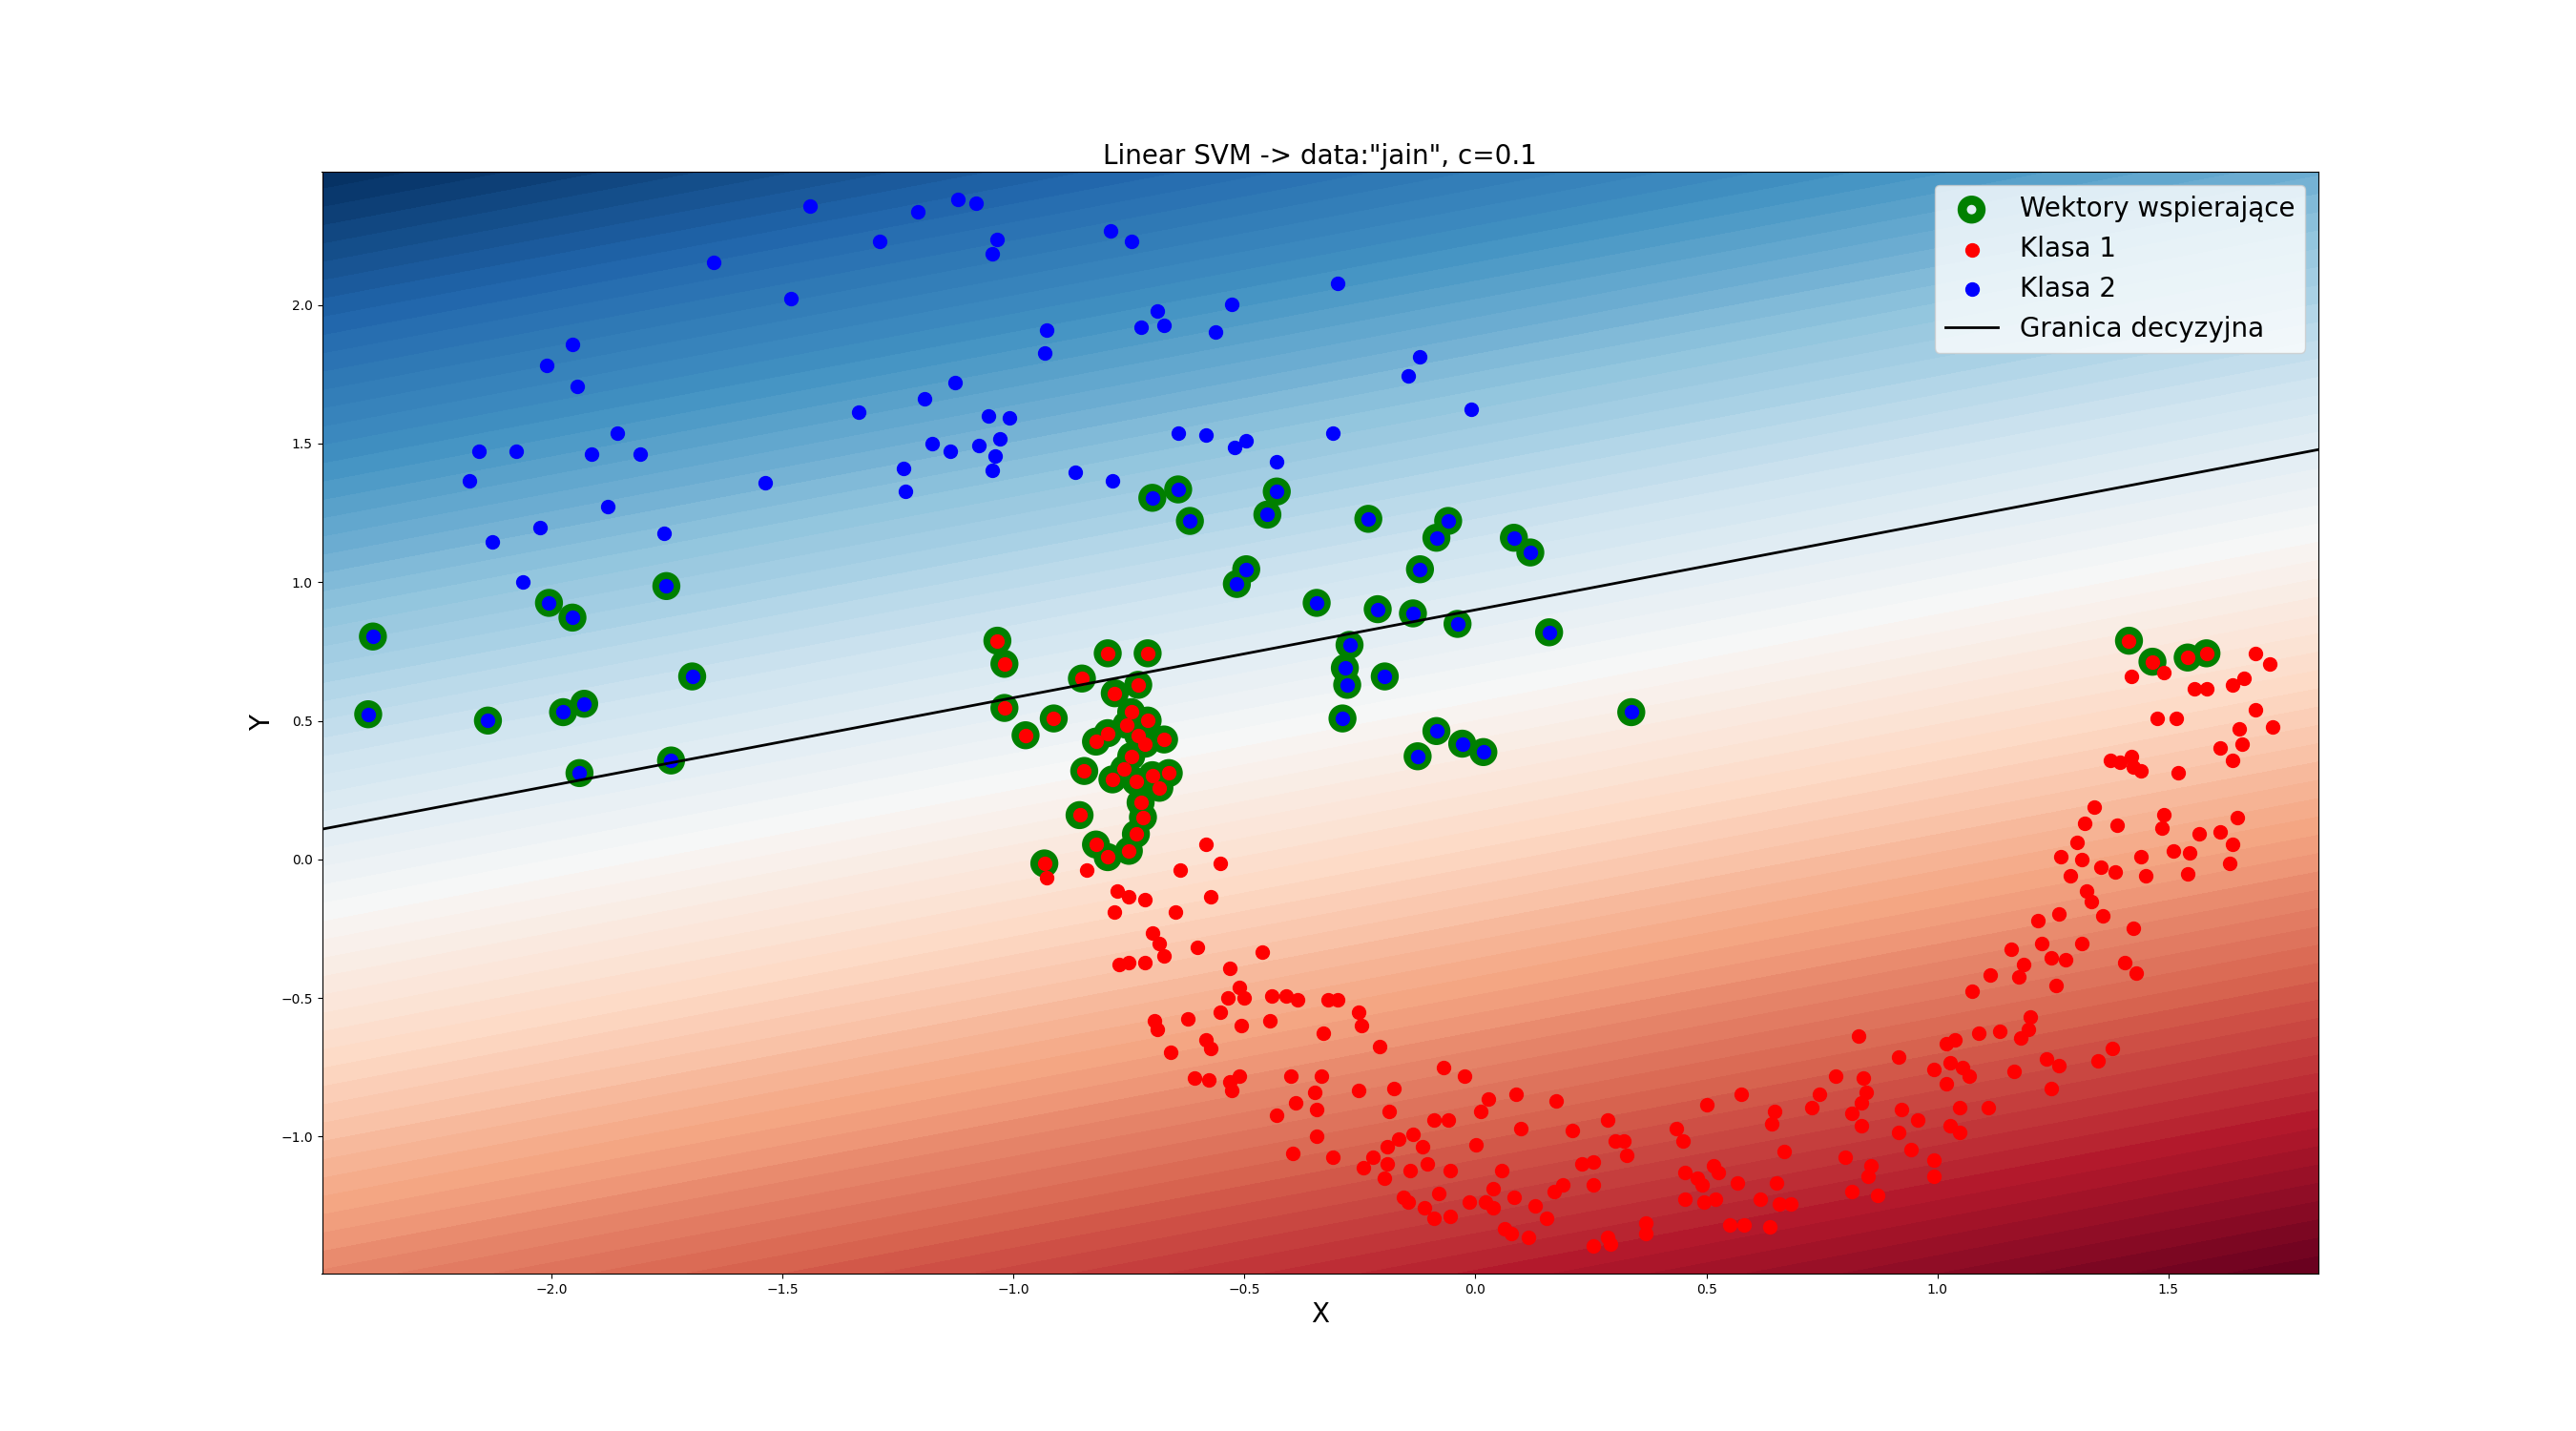 Linear SVM -> data:"jain", c=0.1
Wektory wspierające
Klasa 1
Klasa 2
Granica decyzyjna
Y
2.0
1.5
1.0
0.5
0.0
−0.5
−1.0
−2.0 −1.5 −1.0 −0.5 0.0 0.5 1.0 1.5
X